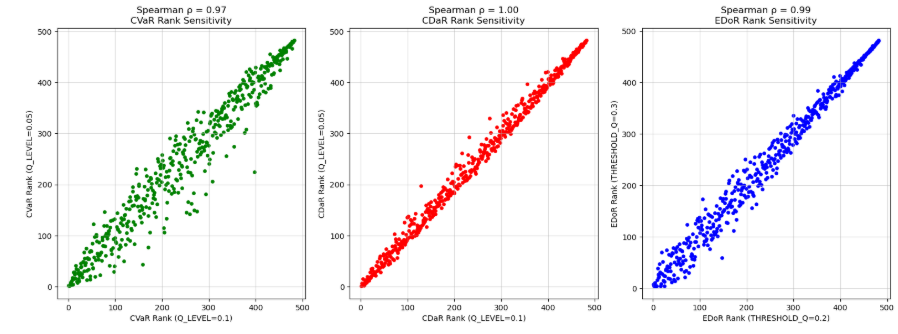 Spearman ρ = 0.97
CVaR Rank Sensitivity
500
400
300
200
100
0
CVaR Rank (Q_LEVEL=0.05)
0 100 200 300 400 500
CVaR Rank (Q_LEVEL=0.1)
Spearman ρ = 1.00
CDaR Rank Sensitivity
500
400
300
200
100
0
CDaR Rank (Q_LEVEL=0.05)
0 100 200 300 400 500
CDaR Rank (Q_LEVEL=0.1)
Spearman ρ = 0.99
EDoR Rank Sensitivity
500
400
300
200
100
0
EDoR Rank (THRESHOLD_Q=0.3)
0 100 200 300 400 500
EDoR Rank (THRESHOLD_Q=0.2)